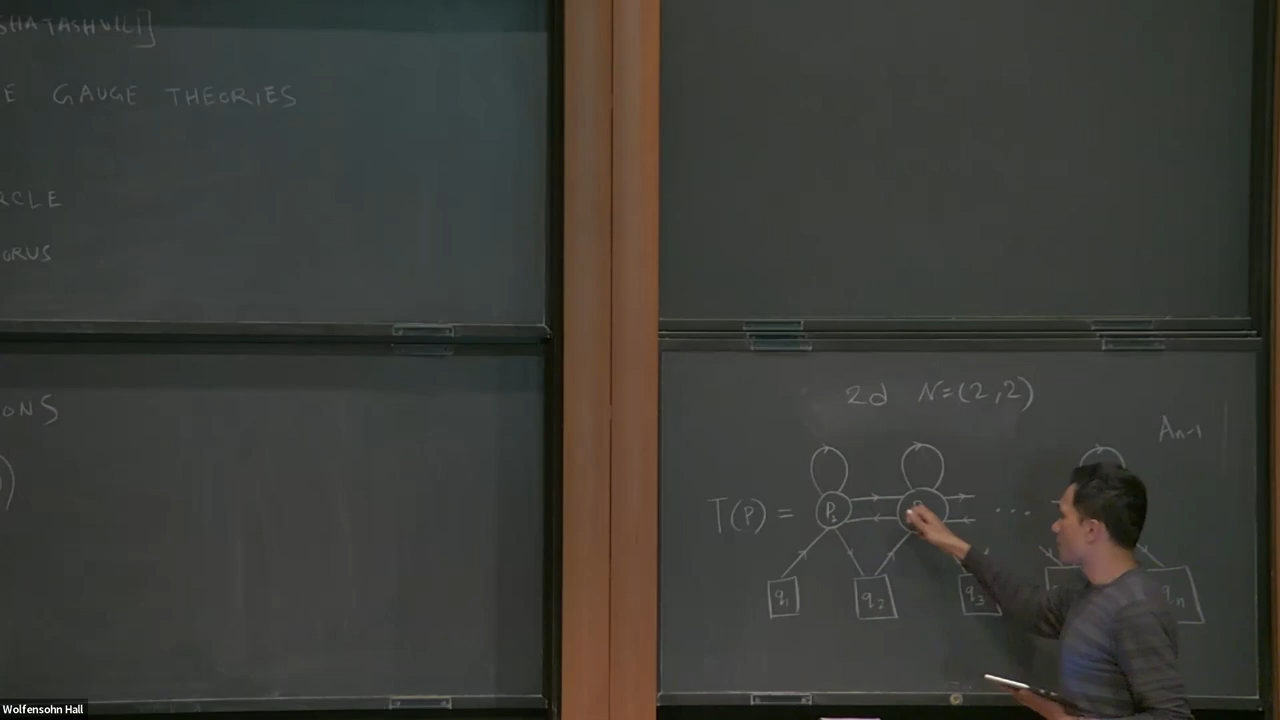 SHATASHVILI]
E GAUGE THEORIES
RCLE
ORUS
ONS
)
2d N=(2,2)
An-1
T(P) = P1 ...
q1 q2 q3 qn
Wolfensohn Hall